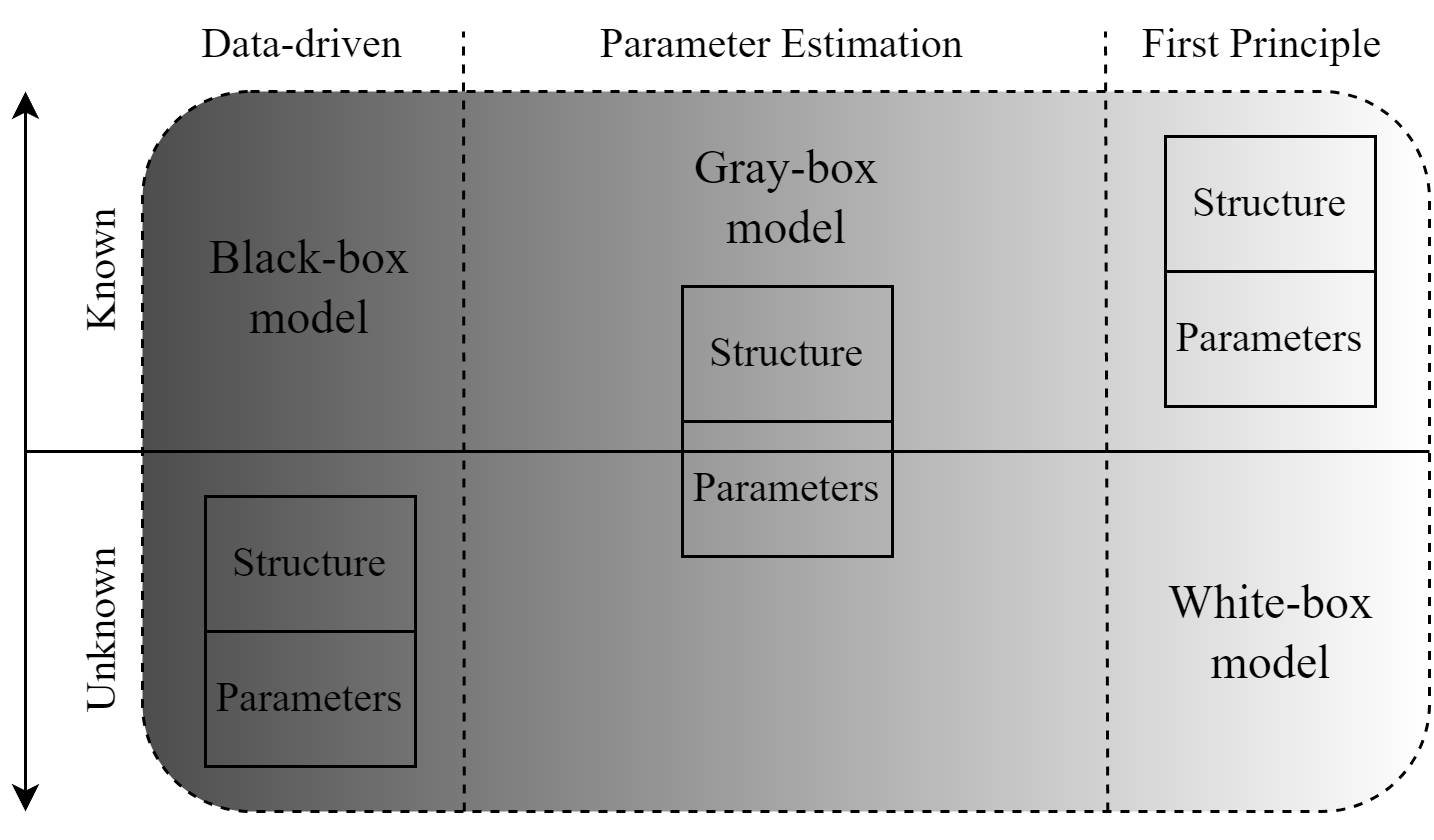 Data-driven
Parameter Estimation
First Principle
Known
Black-box
model
Gray-box
model
Structure
Parameters
Structure
Parameters
Unknown
Structure
Parameters
White-box
model